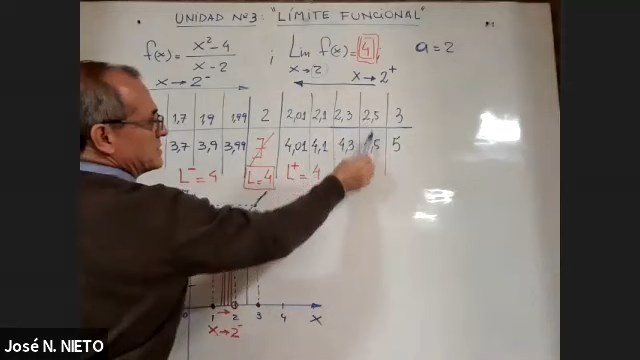 UNIDAD Nº3: "LÍMITE FUNCIONAL"
f(x) = x²-4 / x-2 ; Lim f(x) = 4; a = 2
x→2
x→2⁻ x→2⁺
1,7 1,9 1,99 2 2,01 2,1 2,3 2,5 3
3,7 3,9 3,99 ∄ 4,01 4,1 4,3 5
L⁻ = 4 L = 4 L⁺ = 4
0 1 2 3 4 x
x→2⁻
José N. NIETO